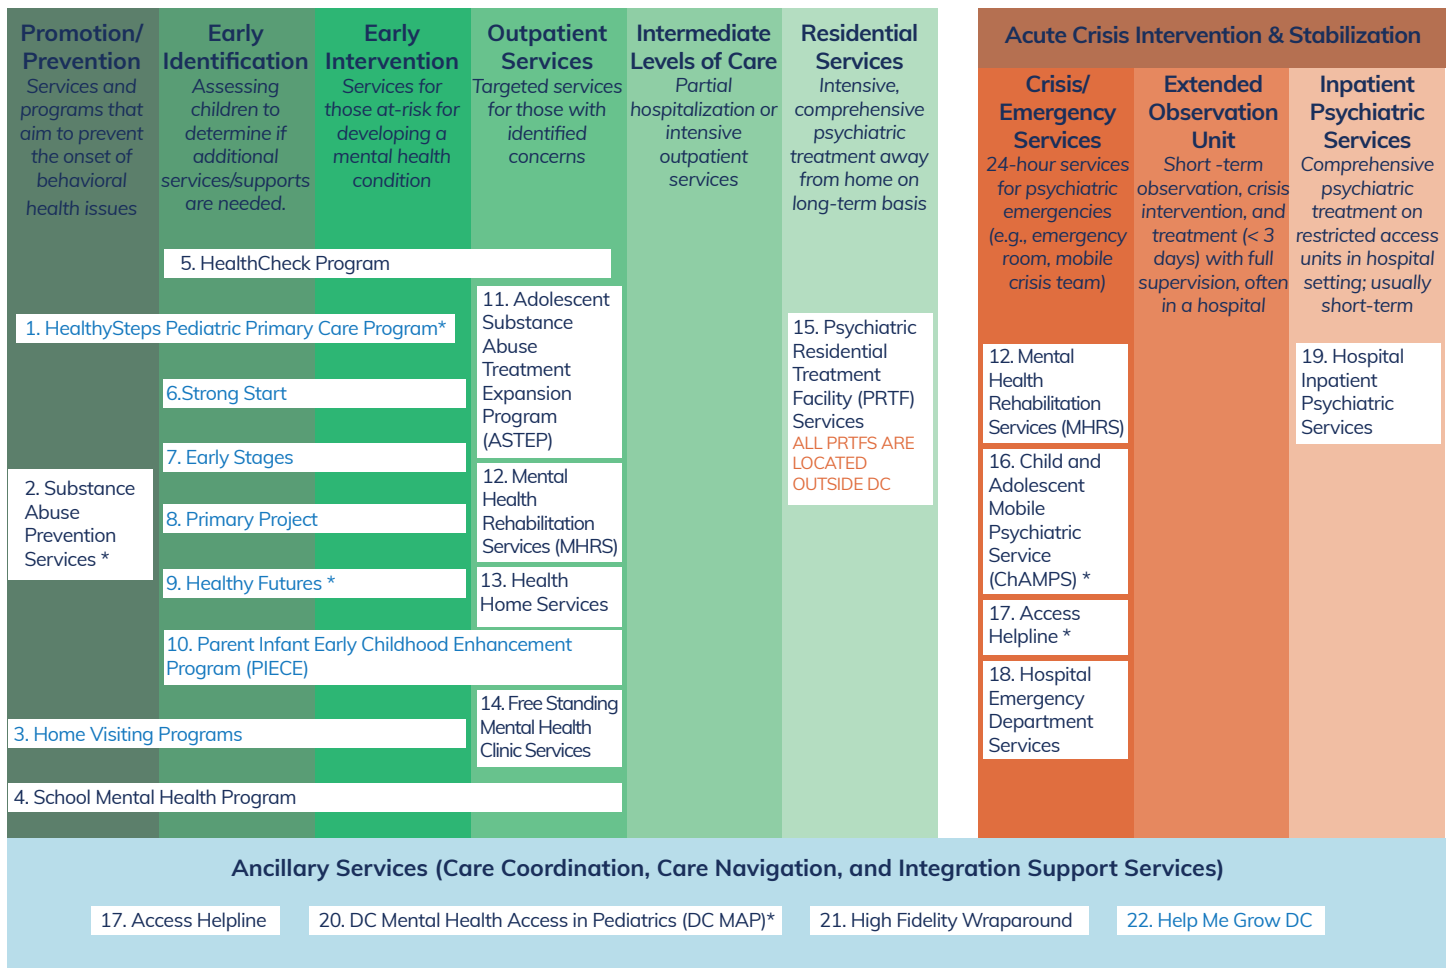 Promotion/
Prevention
Services and
programs that
aim to prevent
the onset of
behavioral
health issues
Early
Identification
Assessing
children to
determine if
additional
services/supports
are needed.
Early
Intervention
Services for
those at-risk for
developing a
mental health
condition
Outpatient
Services
Targeted services
for those with
identified
concerns
Intermediate
Levels of Care
Partial
hospitalization or
intensive
outpatient
services
Residential
Services
Intensive,
comprehensive
psychiatric
treatment away
from home on
long-term basis
Acute Crisis Intervention & Stabilization
Crisis/
Emergency
Services
24-hour services
for psychiatric
emergencies
(e.g., emergency
room, mobile
crisis team)
Extended
Observation
Unit
Short -term
observation, crisis
intervention, and
treatment (< 3
days) with full
supervision, often
in a hospital
Inpatient
Psychiatric
Services
Comprehensive
psychiatric
treatment on
restricted access
units in hospital
setting; usually
short-term
5. HealthCheck Program
1. HealthySteps Pediatric Primary Care Program*
6.Strong Start
7. Early Stages
2. Substance
Abuse
Prevention
Services *
8. Primary Project
9. Healthy Futures *
10. Parent Infant Early Childhood Enhancement
Program (PIECE)
3. Home Visiting Programs
4. School Mental Health Program
11. Adolescent
Substance
Abuse
Treatment
Expansion
Program
(ASTEP)
12. Mental
Health
Rehabilitation
Services (MHRS)
13. Health
Home Services
14. Free Standing
Mental Health
Clinic Services
15. Psychiatric
Residential
Treatment
Facility (PRTF)
Services
ALL PRTFS ARE
LOCATED
OUTSIDE DC
12. Mental
Health
Rehabilitation
Services (MHRS)
16. Child and
Adolescent
Mobile
Psychiatric
Service
(ChAMPS) *
17. Access
Helpline *
18. Hospital
Emergency
Department
Services
19. Hospital
Inpatient
Psychiatric
Services
Ancillary Services (Care Coordination, Care Navigation, and Integration Support Services)
17. Access Helpline
20. DC Mental Health Access in Pediatrics (DC MAP)*
21. High Fidelity Wraparound
22. Help Me Grow DC